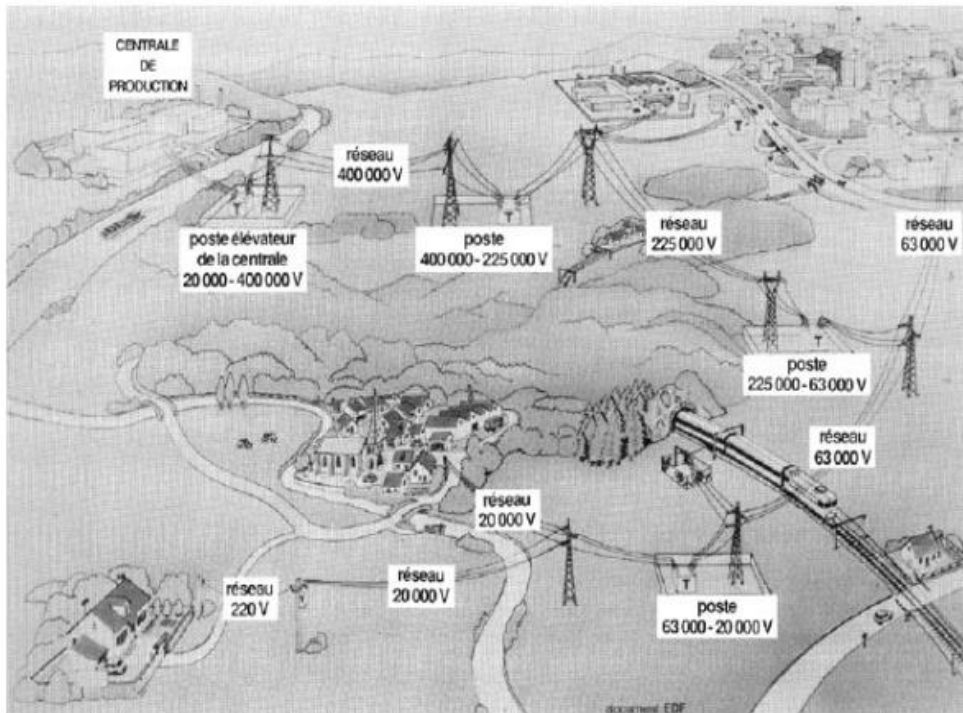 CENTRALE
DE
PRODUCTION
réseau
400 000 V
poste élévateur
de la centrale
20 000 - 400 000 V
poste
400 000 - 225 000 V
réseau
225 000 V
réseau
63 000 V
poste
225 000 - 63 000 V
réseau
63 000 V
réseau
20 000 V
réseau
220 V
réseau
20 000 V
poste
63 000 - 20 000 V
document EDF